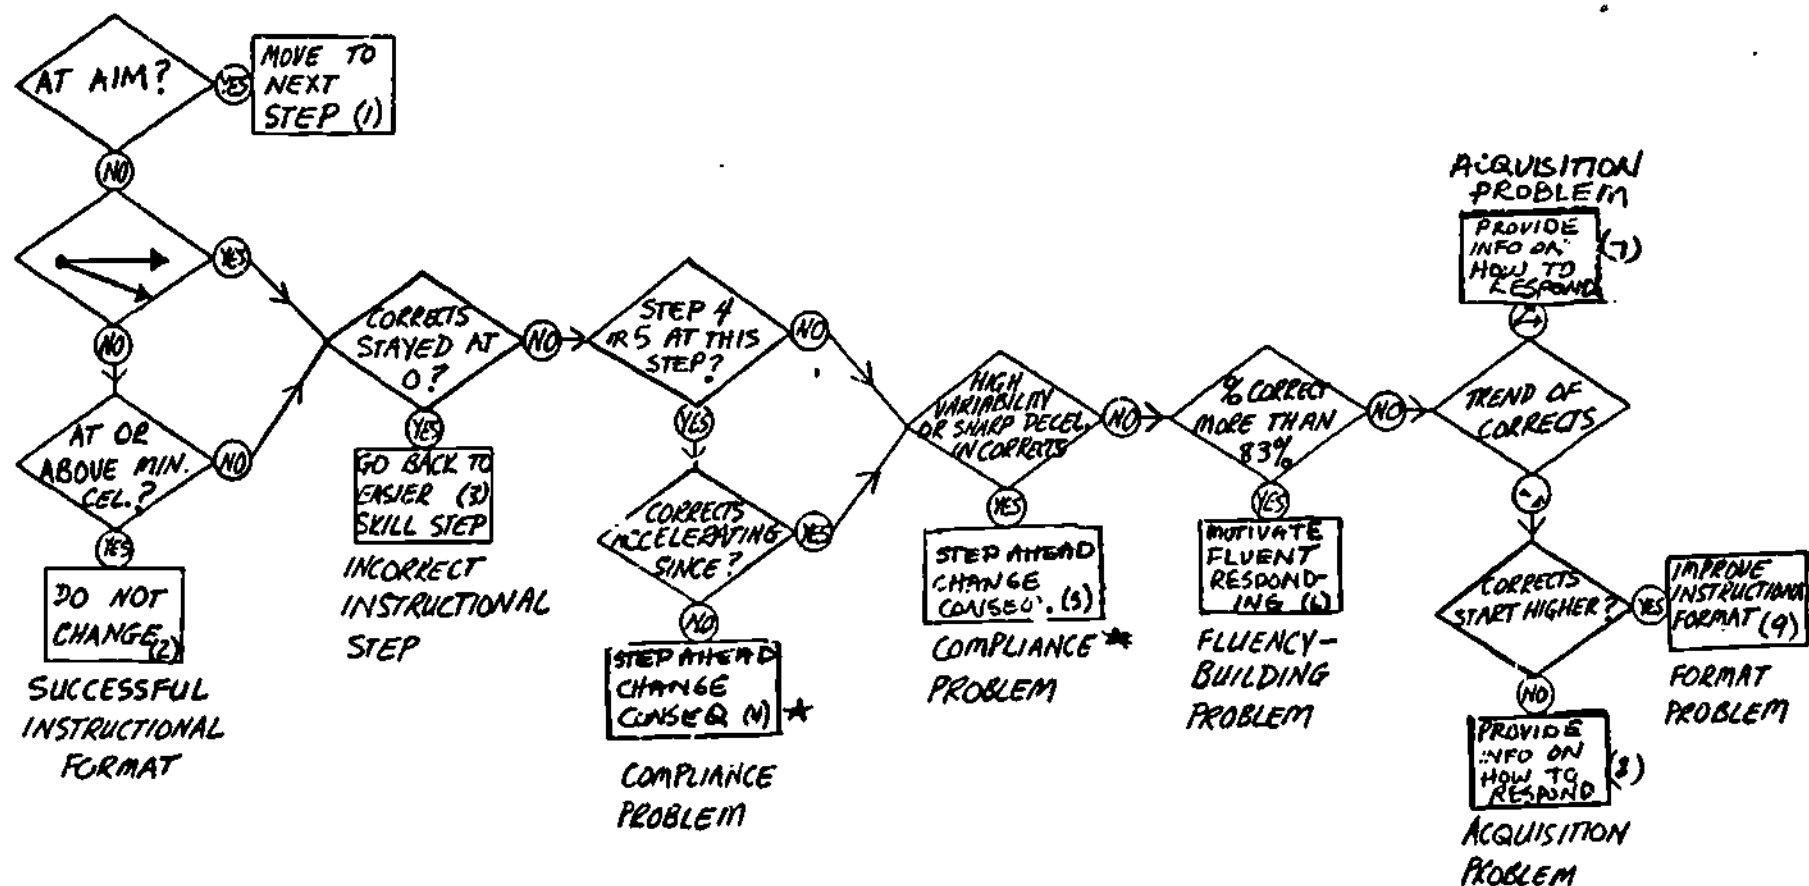 AT AIM?
YES
MOVE TO
NEXT
STEP (1)
NO
YES
NO
AT OR
ABOVE MIN.
CEL.?
NO
YES
DO NOT
CHANGE (2)
SUCCESSFUL
INSTRUCTIONAL
FORMAT
CORRECTS
STAYED AT
0?
NO
YES
GO BACK TO
EASIER (3)
SKILL STEP
INCORRECT
INSTRUCTIONAL
STEP
STEP 4
OR 5 AT THIS
STEP?
NO
YES
CORRECTS
ACCELERATING
SINCE?
YES
NO
STEP AHEAD
CHANGE
CONSEQ (4) ★
COMPLIANCE
PROBLEM
HIGH
VARIABILITY
OR SHARP DECEL.
IN CORRECTS
NO
YES
STEP AHEAD
CHANGE
CONSEQ. (5)
COMPLIANCE ★
PROBLEM
% CORRECT
MORE THAN
83%
NO
YES
MOTIVATE
FLUENT
RESPOND-
ING (6)
FLUENCY-
BUILDING
PROBLEM
ACQUISITION
PROBLEM
PROVIDE
INFO ON
HOW TO
RESPOND
(7)
TREND OF
CORRECTS
CORRECTS
START HIGHER?
YES
IMPROVE
INSTRUCTIONAL
FORMAT (9)
FORMAT
PROBLEM
NO
PROVIDE
INFO ON
HOW TO
RESPOND
(8)
ACQUISITION
PROBLEM